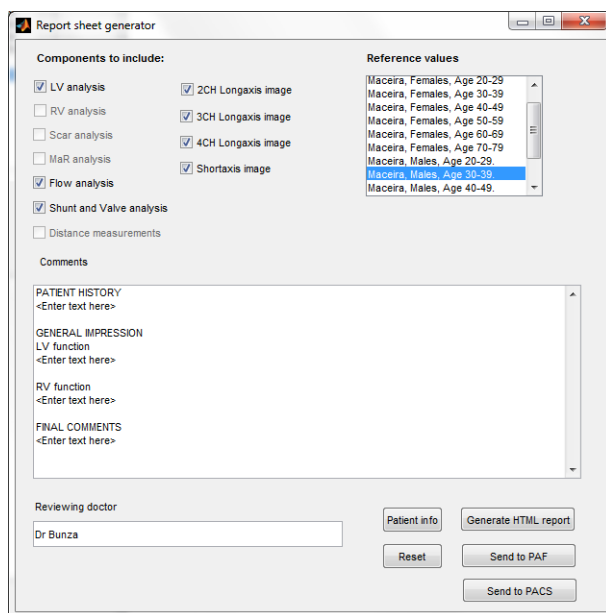 Report sheet generator
Components to include:
Reference values
LV analysis
RV analysis
Scar analysis
MaR analysis
Flow analysis
Shunt and Valve analysis
Distance measurements
2CH Longaxis image
3CH Longaxis image
4CH Longaxis image
Shortaxis image
Maceira, Females, Age 20-29
Maceira, Females, Age 30-39
Maceira, Females, Age 40-49
Maceira, Females, Age 50-59
Maceira, Females, Age 60-69
Maceira, Females, Age 70-79
Maceira, Males, Age 20-29.
Maceira, Males, Age 30-39.
Maceira, Males, Age 40-49.
Comments
PATIENT HISTORY
<Enter text here>
GENERAL IMPRESSION
LV function
<Enter text here>
RV function
<Enter text here>
FINAL COMMENTS
<Enter text here>
Reviewing doctor
Dr Bunza
Patient info
Generate HTML report
Reset
Send to PAF
Send to PACS